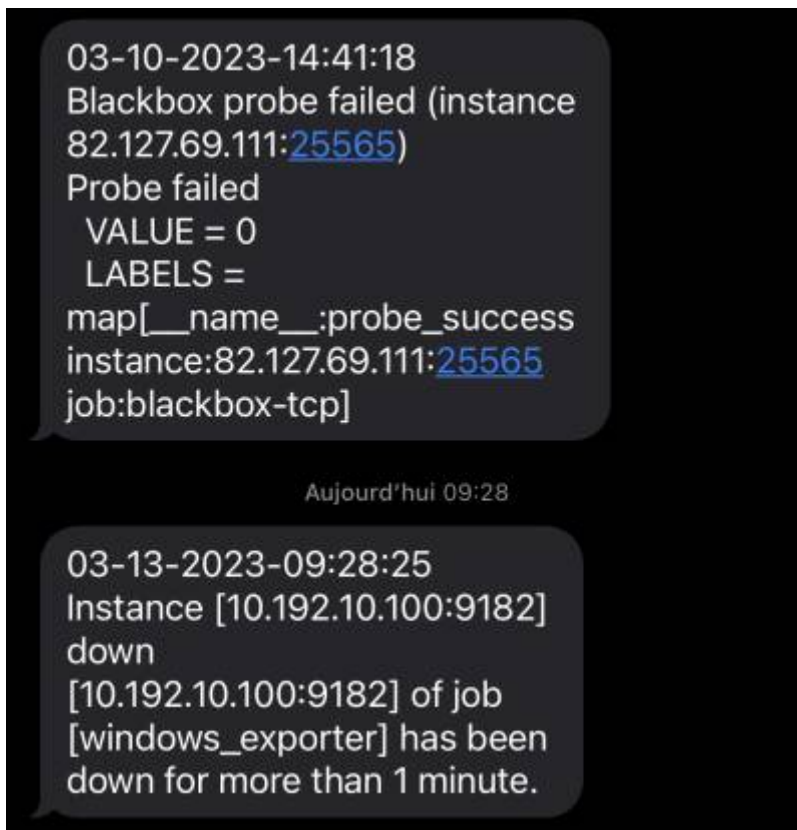 03-10-2023-14:41:18
Blackbox probe failed (instance
82.127.69.111:25565)
Probe failed
VALUE = 0
LABELS =
map[__name__:probe_success
instance:82.127.69.111:25565
job:blackbox-tcp]
Aujourd'hui 09:28
03-13-2023-09:28:25
Instance [10.192.10.100:9182]
down
[10.192.10.100:9182] of job
[windows_exporter] has been
down for more than 1 minute.